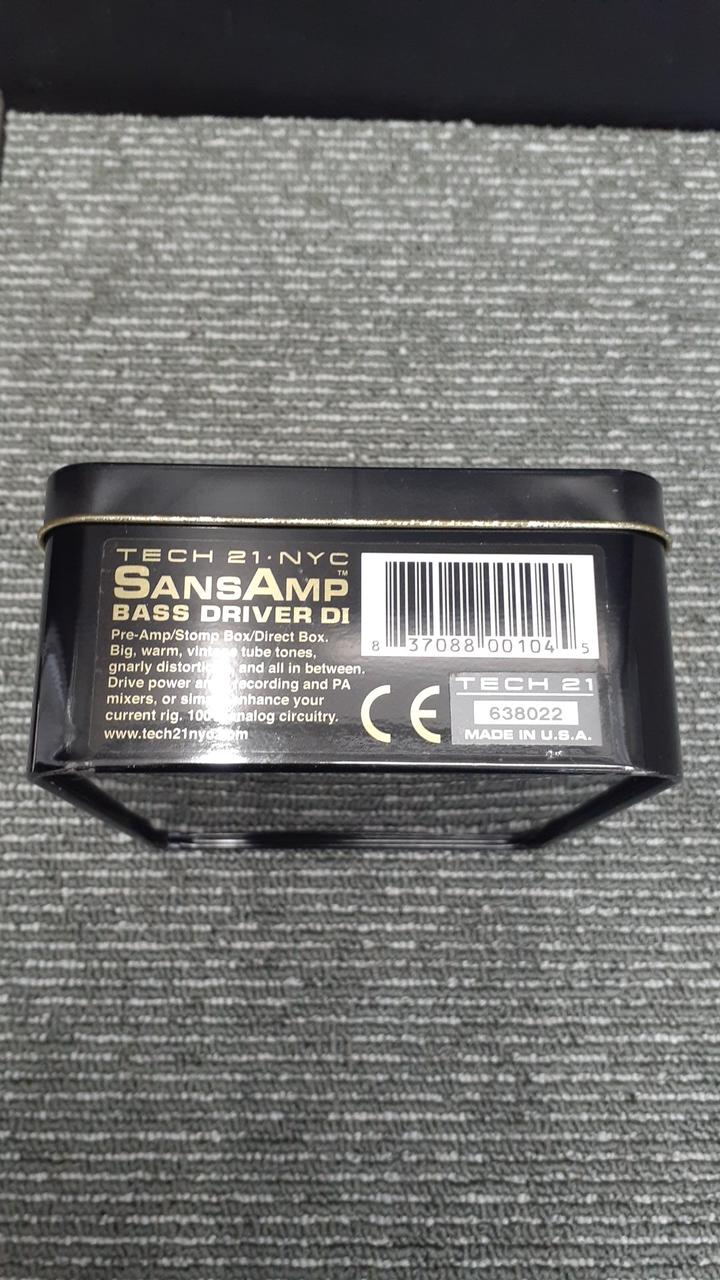 TECH 21·NYC
SANSAMP™
BASS DRIVER DI
Pre-Amp/Stomp Box/Direct Box.
Big, warm, vintage tube tones,
gnarly distortion and all in between.
Drive power and recording and PA
mixers, or simply enhance your
current rig. 100% analog circuitry.
www.tech21nyc.com
8 37088 00104 5
CE
TECH 21
638022
MADE IN U.S.A.